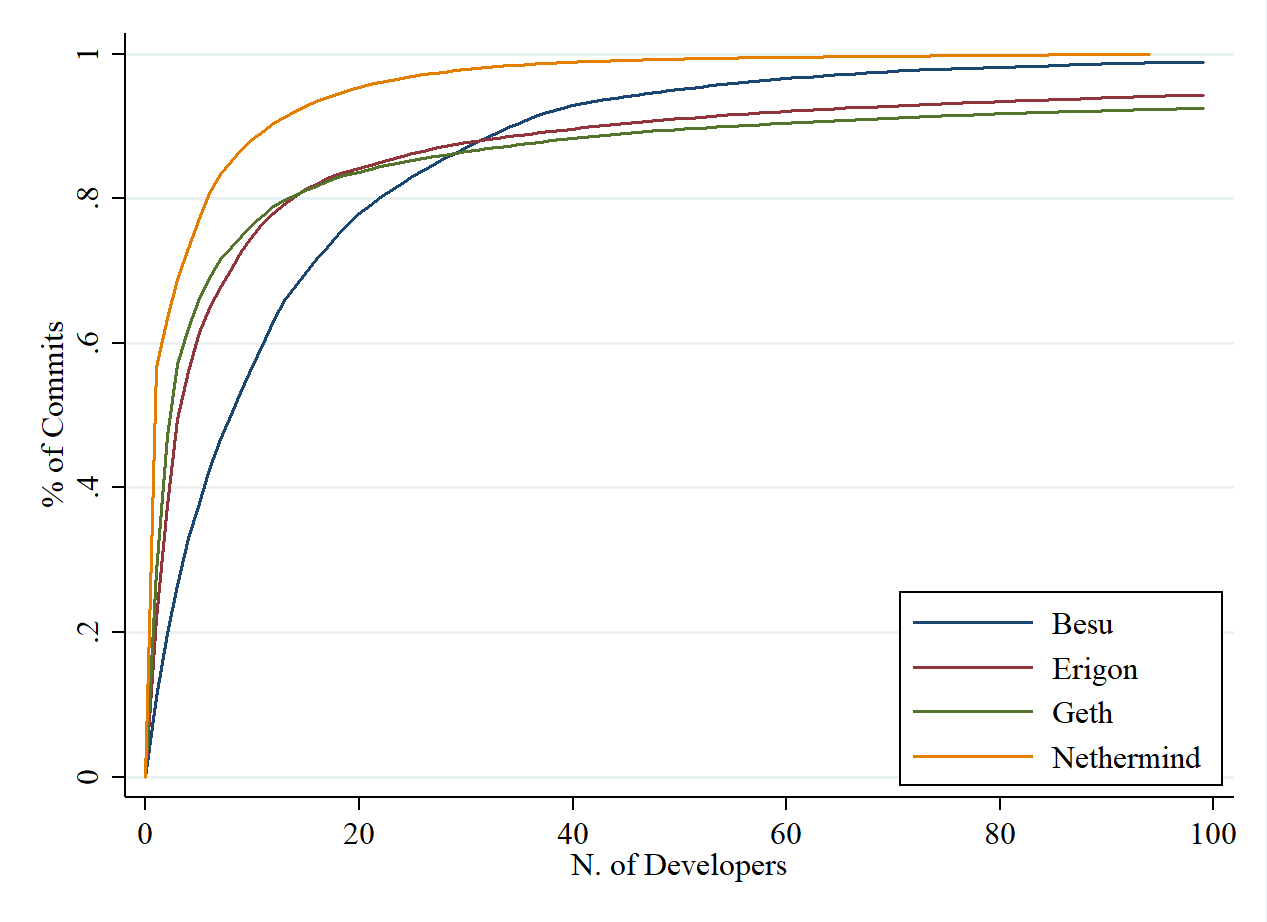 % of Commits
1
.8
.6
.4
.2
0
0 20 40 60 80 100
N. of Developers
Besu
Erigon
Geth
Nethermind